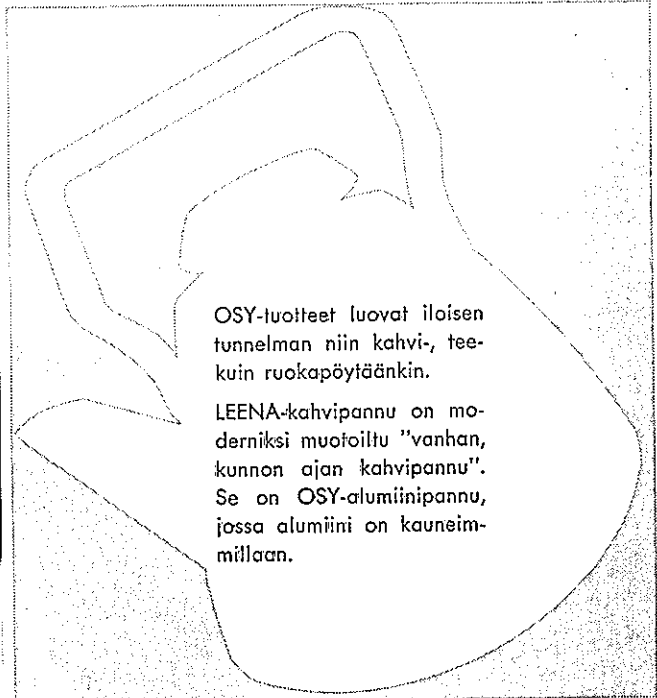 OSY-tuotteet luovat iloisen
tunnelman niin kahvi-, tee-
kuin ruokapöytäänkin.
LEENA-kahvipannu on mo-
derniksi muotoiltu "vanhan,
kunnon ajan kahvipannu".
Se on OSY-alumiinipannu,
jossa alumiini on kauneim-
millaan.